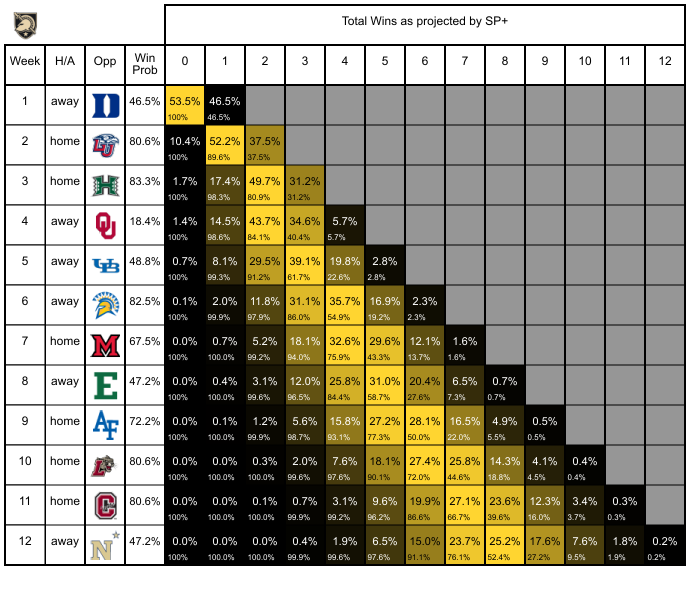 Total Wins as projected by SP+
Week H/A Opp Win Prob 0 1 2 3 4 5 6 7 8 9 10 11 12
1 away D 46.5% 53.5% 46.5%
100% 46.5%
2 home LU 80.6% 10.4% 52.2% 37.5%
100% 89.6% 37.5%
3 home H 83.3% 1.7% 17.4% 49.7% 31.2%
100% 98.3% 80.9% 31.2%
4 away OU 18.4% 1.4% 14.5% 43.7% 34.6% 5.7%
100% 98.6% 84.1% 40.4% 5.7%
5 away UB 48.8% 0.7% 8.1% 29.5% 39.1% 19.8% 2.8%
100% 99.3% 91.2% 61.7% 22.6% 2.8%
6 away 82.5% 0.1% 2.0% 11.8% 31.1% 35.7% 16.9% 2.3%
100% 99.9% 97.9% 86.0% 54.9% 19.2% 2.3%
7 home M 67.5% 0.0% 0.7% 5.2% 18.1% 32.6% 29.6% 12.1% 1.6%
100% 100.0% 99.2% 94.0% 75.9% 43.3% 13.7% 1.6%
8 away E 47.2% 0.0% 0.4% 3.1% 12.0% 25.8% 31.0% 20.4% 6.5% 0.7%
100% 100.0% 99.6% 96.5% 84.4% 58.7% 27.6% 7.3% 0.7%
9 home AF 72.2% 0.0% 0.1% 1.2% 5.6% 15.8% 27.2% 28.1% 16.5% 4.9% 0.5%
100% 100.0% 99.9% 98.7% 93.1% 77.3% 50.0% 22.0% 5.5% 0.5%
10 home L 80.6% 0.0% 0.0% 0.3% 2.0% 7.6% 18.1% 27.4% 25.8% 14.3% 4.1% 0.4%
100% 100.0% 100.0% 99.6% 97.6% 90.1% 72.0% 44.6% 18.8% 4.5% 0.4%
11 home C 80.6% 0.0% 0.0% 0.1% 0.7% 3.1% 9.6% 19.9% 27.1% 23.6% 12.3% 3.4% 0.3%
100% 100.0% 100.0% 99.9% 99.2% 96.2% 86.6% 66.7% 39.6% 16.0% 3.7% 0.3%
12 away N 47.2% 0.0% 0.0% 0.0% 0.4% 1.9% 6.5% 15.0% 23.7% 25.2% 17.6% 7.6% 1.8% 0.2%
100% 100.0% 100.0% 99.9% 99.6% 97.6% 91.1% 76.1% 52.4% 27.2% 9.5% 1.9% 0.2%